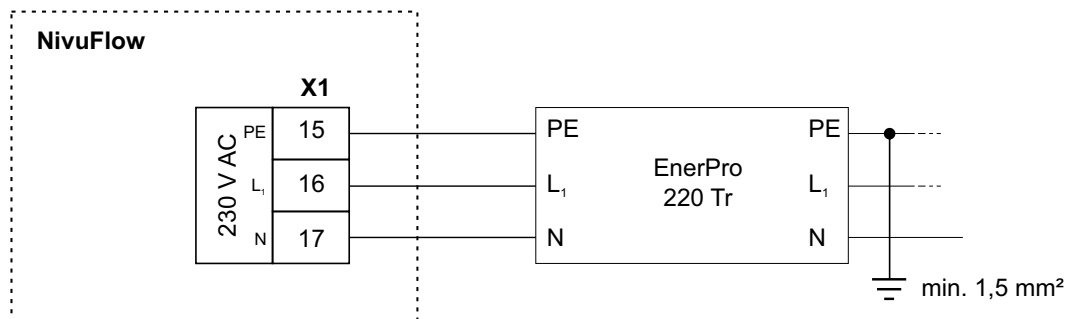 NivuFlow
X1
230 V AC
PE 15
L₁ 16
N 17
PE PE
L₁ L₁
N N
EnerPro
220 Tr
min. 1,5 mm²